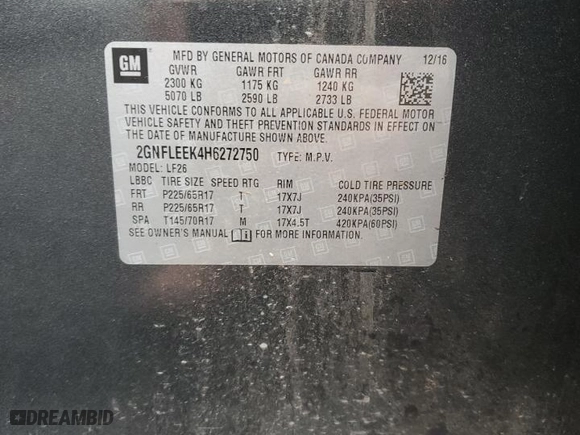 GM
MFD BY GENERAL MOTORS OF CANADA COMPANY 12/16
GVWR GAWR FRT GAWR RR
2300 KG 1175 KG 1240 KG
5070 LB 2590 LB 2733 LB
THIS VEHICLE CONFORMS TO ALL APPLICABLE U.S. FEDERAL MOTOR
VEHICLE SAFETY AND THEFT PREVENTION STANDARDS IN EFFECT ON
THE DATE OF MANUFACTURE SHOWN ABOVE.
2GNFLEEK4H6272750 TYPE: M.P.V.
MODEL: LF26
LBBC TIRE SIZE SPEED RTG RIM COLD TIRE PRESSURE
FRT P225/65R17 T 17X7J 240KPA(35PSI)
RR P225/65R17 T 17X7J 240KPA(35PSI)
SPA T145/70R17 M 17X4.5T 420KPA(60PSI)
SEE OWNER'S MANUAL FOR MORE INFORMATION.
DREAMBID